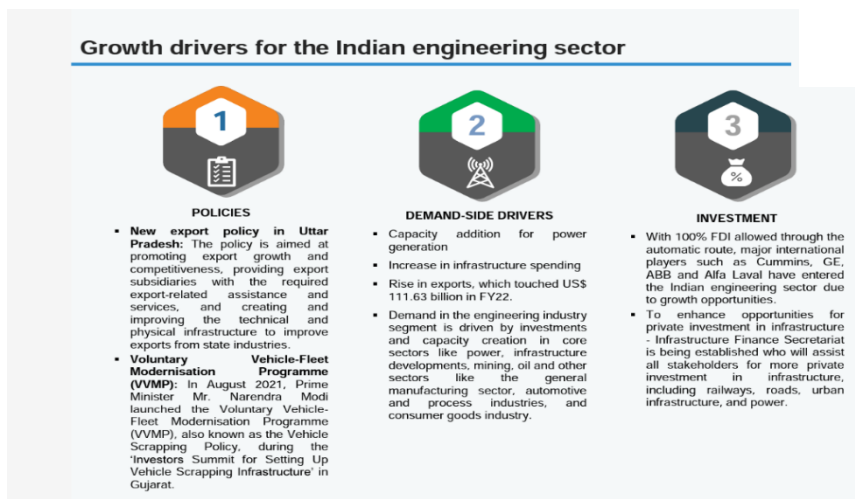 Growth drivers for the Indian engineering sector
1
POLICIES
▪ New export policy in Uttar
Pradesh: The policy is aimed at
promoting export growth and
competitiveness, providing export
subsidiaries with the required
export-related assistance and
services, and creating and
improving the technical and
physical infrastructure to improve
exports from state industries.
▪ Voluntary Vehicle-Fleet
Modernisation Programme
(VVMP): In August 2021, Prime
Minister Mr. Narendra Modi
launched the Voluntary Vehicle-
Fleet Modernisation Programme
(VVMP), also known as the Vehicle
Scrapping Policy, during the
'Investors Summit for Setting Up
Vehicle Scrapping Infrastructure' in
Gujarat.
2
DEMAND-SIDE DRIVERS
▪ Capacity addition for power
generation
▪ Increase in infrastructure spending
▪ Rise in exports, which touched US$
111.63 billion in FY22.
▪ Demand in the engineering industry
segment is driven by investments
and capacity creation in core
sectors like power, infrastructure
developments, mining, oil and other
sectors like the general
manufacturing sector, automotive
and process industries, and
consumer goods industry.
3
%
INVESTMENT
▪ With 100% FDI allowed through the
automatic route, major international
players such as Cummins, GE,
ABB and Alfa Laval have entered
the Indian engineering sector due
to growth opportunities.
▪ To enhance opportunities for
private investment in infrastructure
- Infrastructure Finance Secretariat
is being established who will assist
all stakeholders for more private
investment in infrastructure,
including railways, roads, urban
infrastructure, and power.